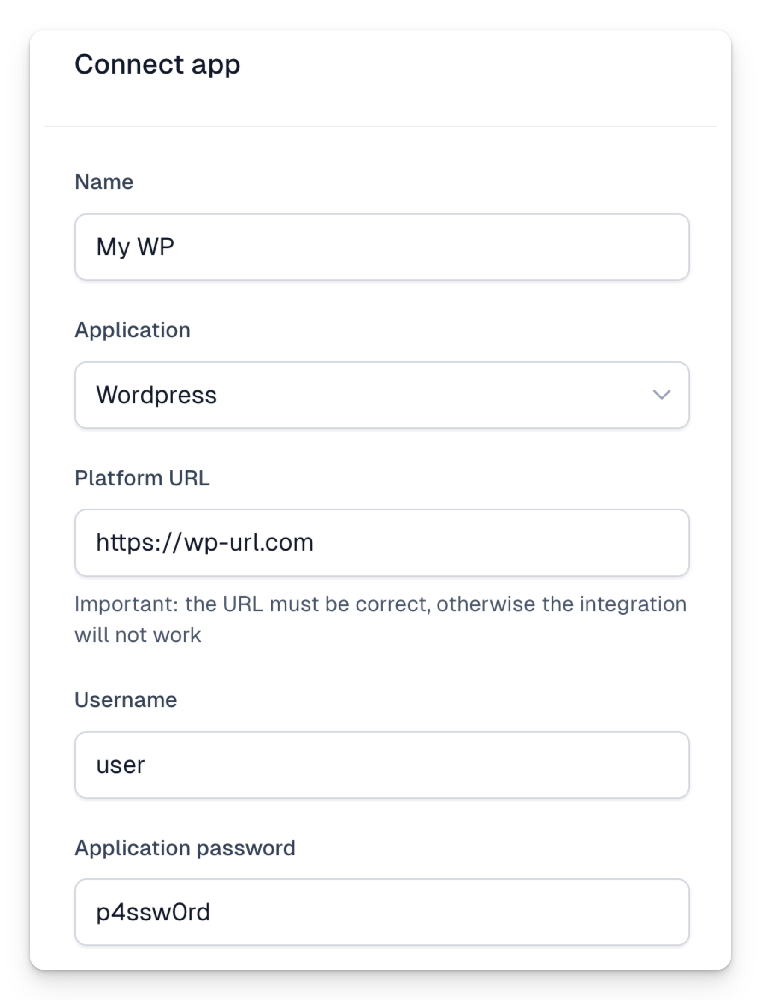 Connect app
Name
My WP
Application
Wordpress
Platform URL
https://wp-url.com
Important: the URL must be correct, otherwise the integration
will not work
Username
user
Application password
p4ssw0rd